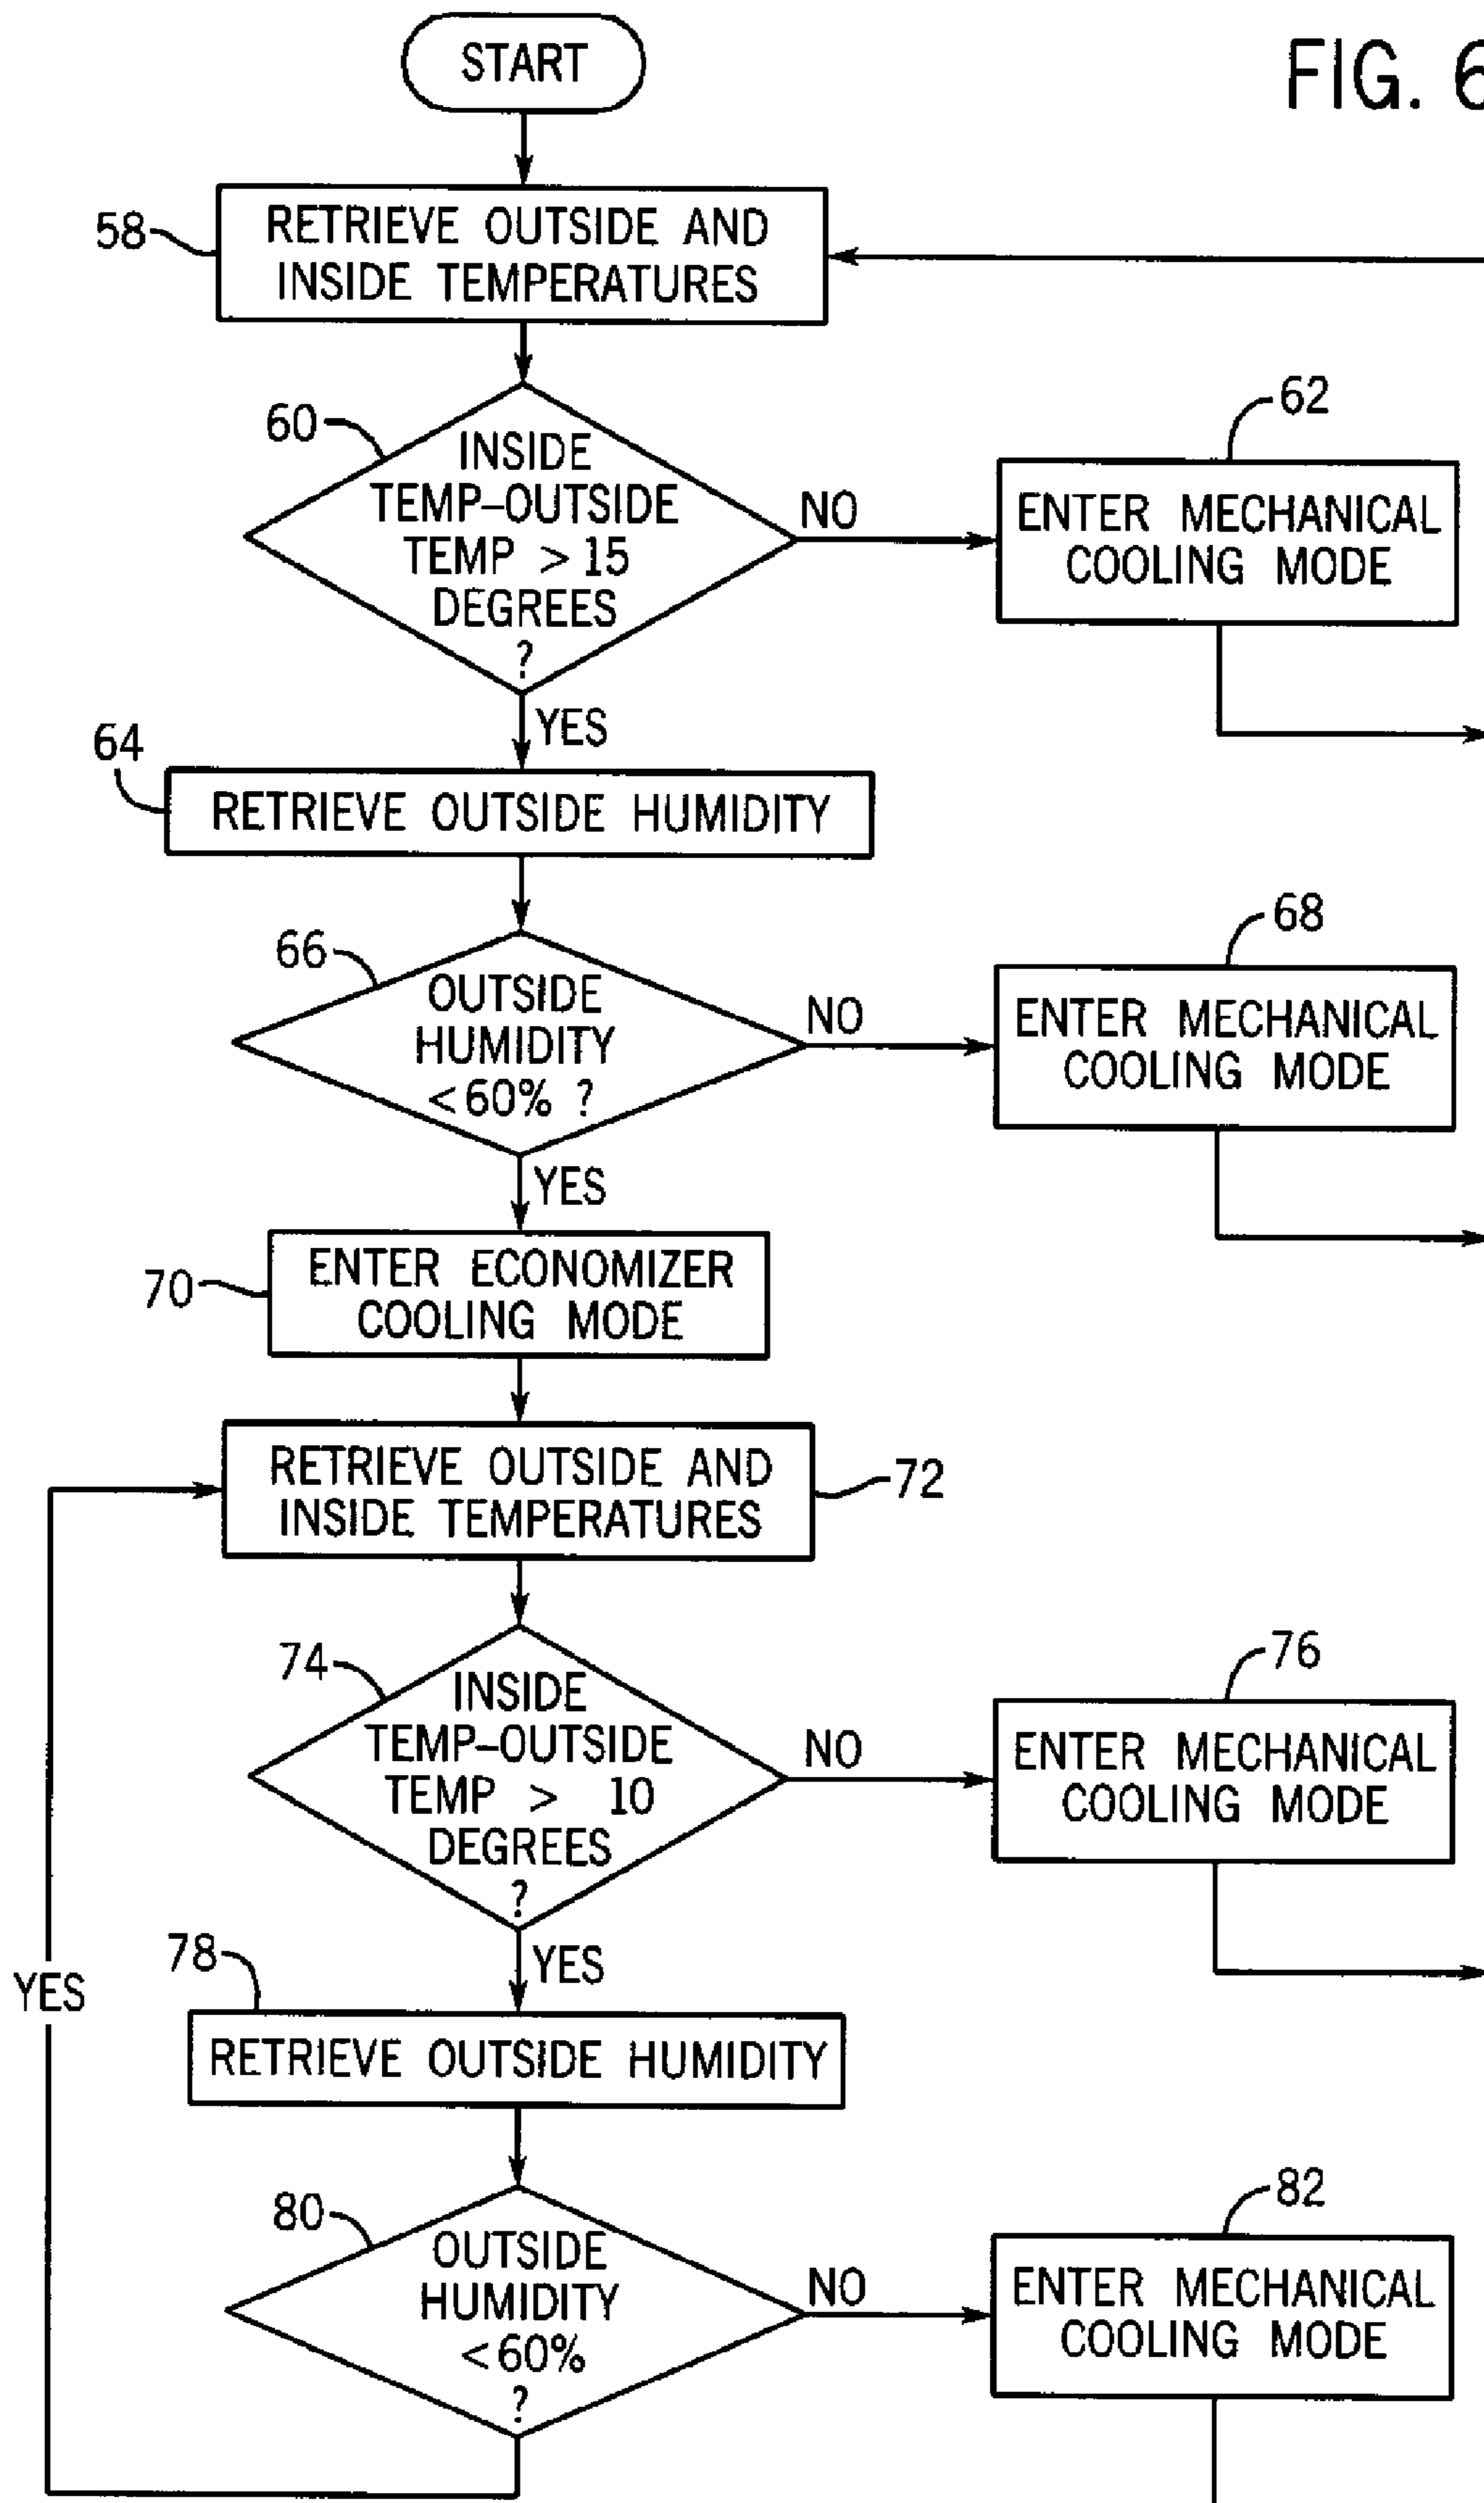 START
FIG. 6
58
RETRIEVE OUTSIDE AND
INSIDE TEMPERATURES
60
INSIDE
TEMP-OUTSIDE
TEMP > 15
DEGREES
?
NO
62
ENTER MECHANICAL
COOLING MODE
YES
64
RETRIEVE OUTSIDE HUMIDITY
66
OUTSIDE
HUMIDITY
<60% ?
NO
68
ENTER MECHANICAL
COOLING MODE
YES
70
ENTER ECONOMIZER
COOLING MODE
RETRIEVE OUTSIDE AND
INSIDE TEMPERATURES
72
74
INSIDE
TEMP-OUTSIDE
TEMP > 10
DEGREES
?
NO
76
ENTER MECHANICAL
COOLING MODE
YES
78
YES
RETRIEVE OUTSIDE HUMIDITY
80
OUTSIDE
HUMIDITY
<60%
?
NO
82
ENTER MECHANICAL
COOLING MODE